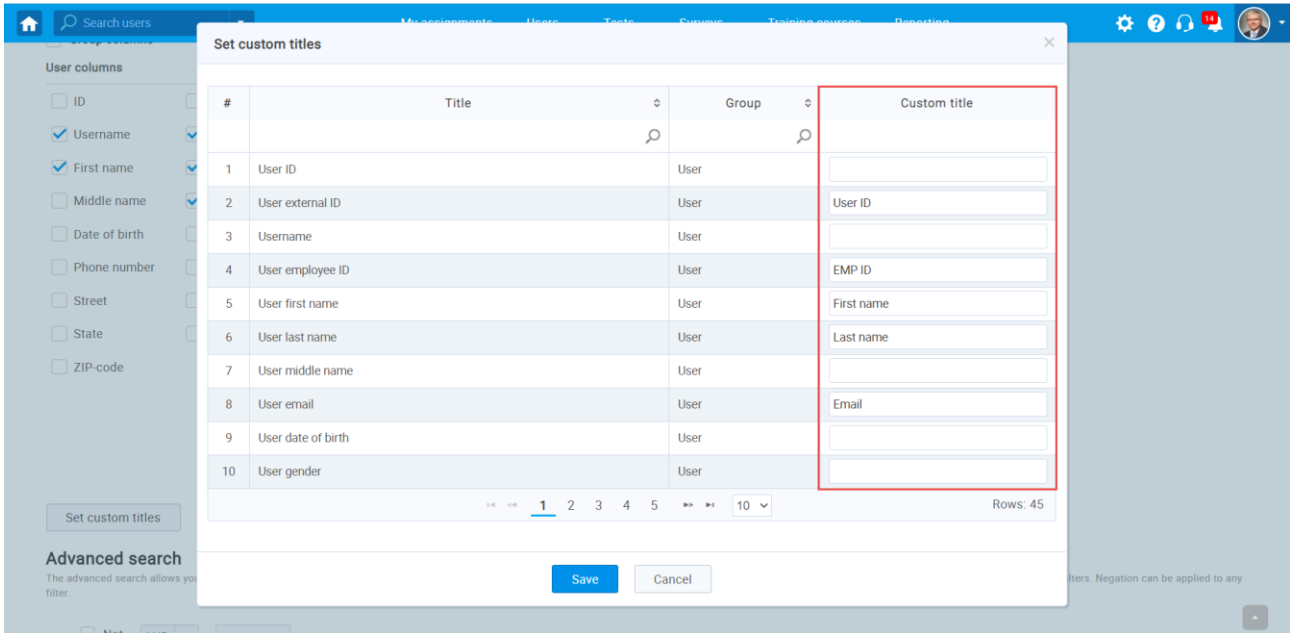 Search users
My assignments Users Tests Surveys Training courses Reporting
14
Group columns
Set custom titles
User columns
ID
# Title Group Custom title
Username
First name
1 User ID User
Middle name
2 User external ID User User ID
Date of birth
3 Username User
Phone number
4 User employee ID User EMP ID
Street
5 User first name User First name
State
6 User last name User Last name
ZIP-code
7 User middle name User
8 User email User Email
9 User date of birth User
10 User gender User
1 2 3 4 5 10 Rows: 45
Set custom titles
Advanced search
The advanced search allows you
lters. Negation can be applied to any
filter.
Save Cancel
Not